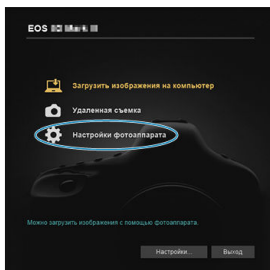 EOS
Загрузить изображения на компьютер
Удаленная съемка
Настройки фотоаппарата
Можно загрузить изображения с помощью фотоаппарата.
Настройки... Выход